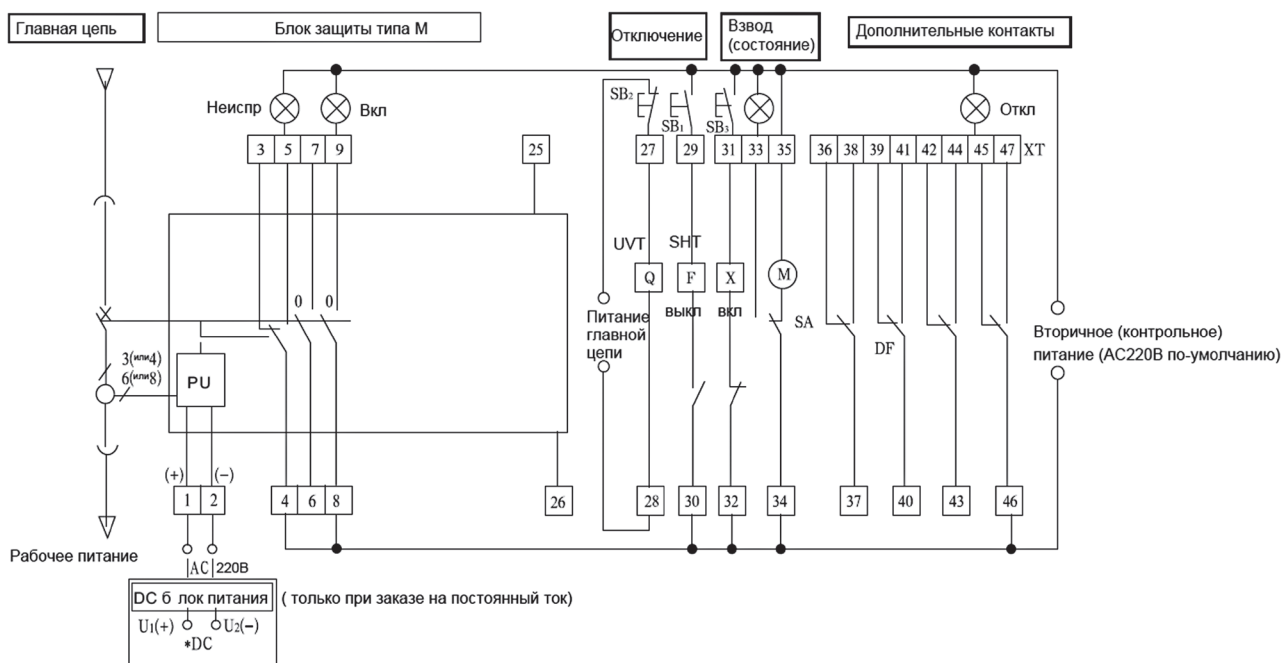 Главная цепь
Блок защиты типа М
Отключение
Взвод
(состояние)
Дополнительные контакты
Неиспр
Вкл
SB2
SB1
SB3
Откл
3 5 7 9
25
27
29
31 33 35
36 38 39 41 42 44 45 47 XT
UVT
SHT
Q
F
X
M
выкл
вкл
0
0
SA
DF
Питание
главной
цепи
Вторичное (контрольное)
питание (АС220В по-умолчанию)
3(или4)
6(или8)
PU
(+)
(−)
1 2
4 6 8
26
28
30
32
34
37
40
43
46
Рабочее питание
AC 220В
DC б лок питания
( только при заказе на постоянный ток)
U1(+)
U2(−)
*DC